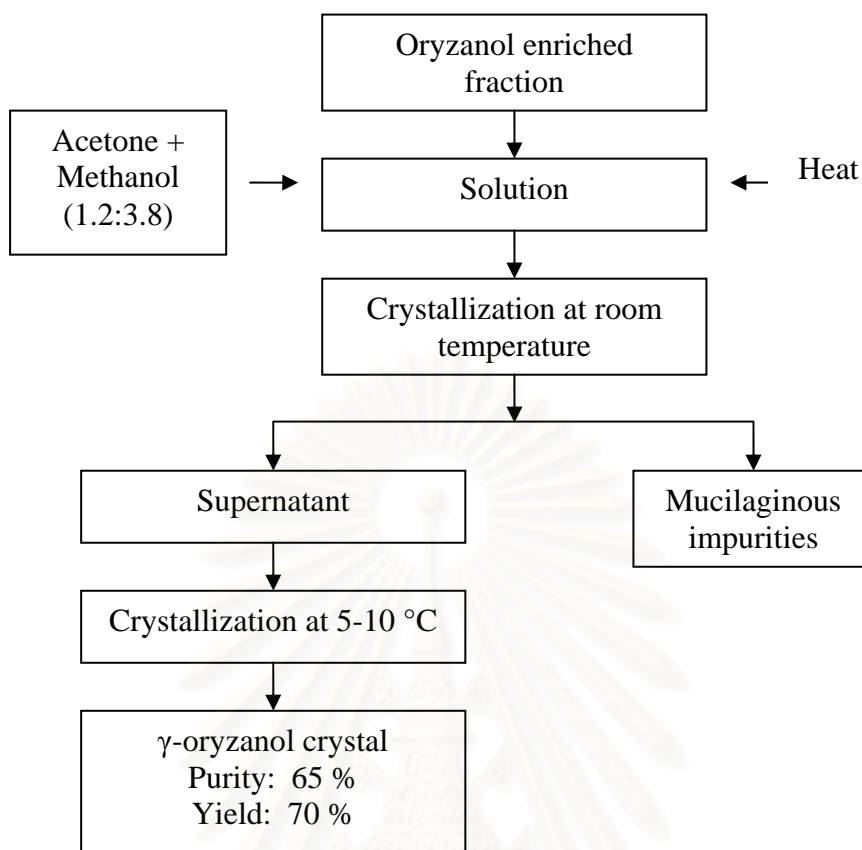 Oryzanol enriched
fraction
Acetone +
Methanol
(1.2:3.8)
Solution
Heat
Crystallization at room
temperature
Supernatant
Mucilaginous
impurities
Crystallization at 5-10 °C
γ-oryzanol crystal
Purity: 65 %
Yield: 70 %